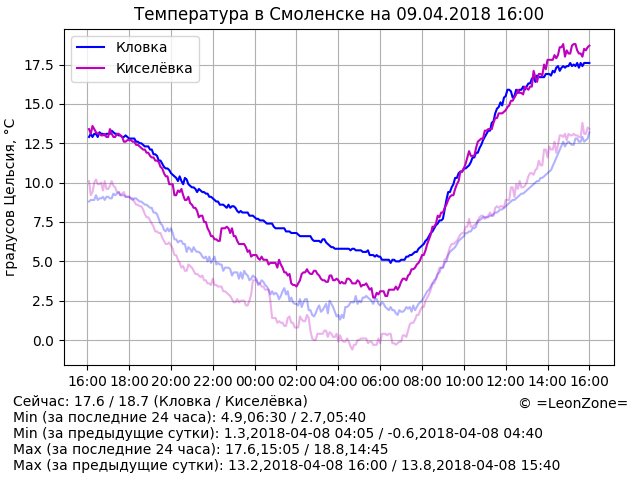 Температура в Смоленске на 09.04.2018 16:00
Кловка
Киселёвка
градусов Цельсия, °C
17.5
15.0
12.5
10.0
7.5
5.0
2.5
0.0
16:00 18:00 20:00 22:00 00:00 02:00 04:00 06:00 08:00 10:00 12:00 14:00 16:00
Сейчас: 17.6 / 18.7 (Кловка / Киселёвка)
© =LeonZone=
Min (за последние 24 часа): 4.9,06:30 / 2.7,05:40
Min (за предыдущие сутки): 1.3,2018-04-08 04:05 / -0.6,2018-04-08 04:40
Max (за последние 24 часа): 17.6,15:05 / 18.8,14:45
Max (за предыдущие сутки): 13.2,2018-04-08 16:00 / 13.8,2018-04-08 15:40